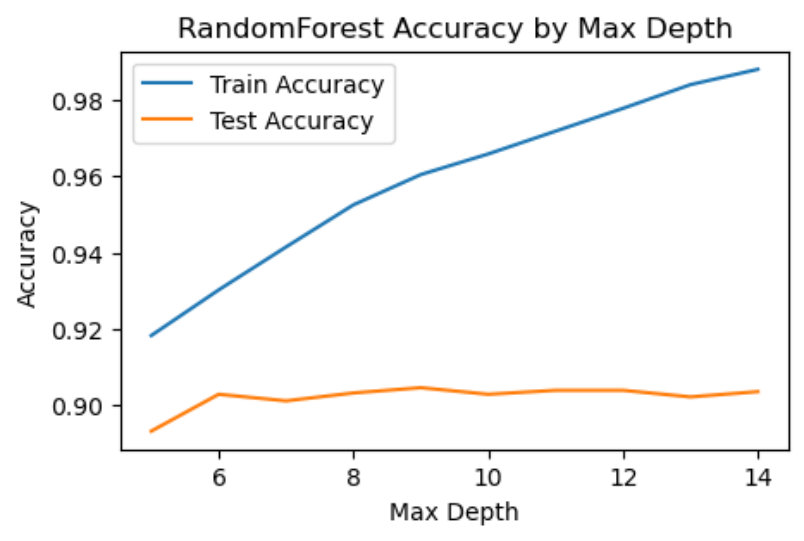 RandomForest Accuracy by Max Depth
Train Accuracy
Test Accuracy
0.98
0.96
0.94
0.92
0.90
Accuracy
6 8 10 12 14
Max Depth